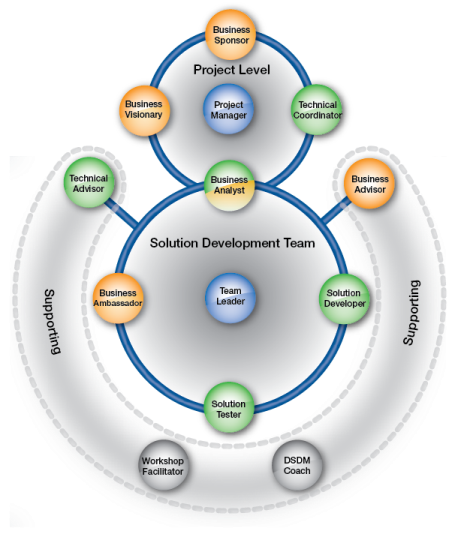 Business
Sponsor
Project Level
Business
Visionary
Project
Manager
Technical
Coordinator
Technical
Advisor
Business
Analyst
Business
Advisor
Solution Development Team
Business
Ambassador
Team
Leader
Solution
Developer
Supporting
Supporting
Solution
Tester
Workshop
Facilitator
DSDM
Coach